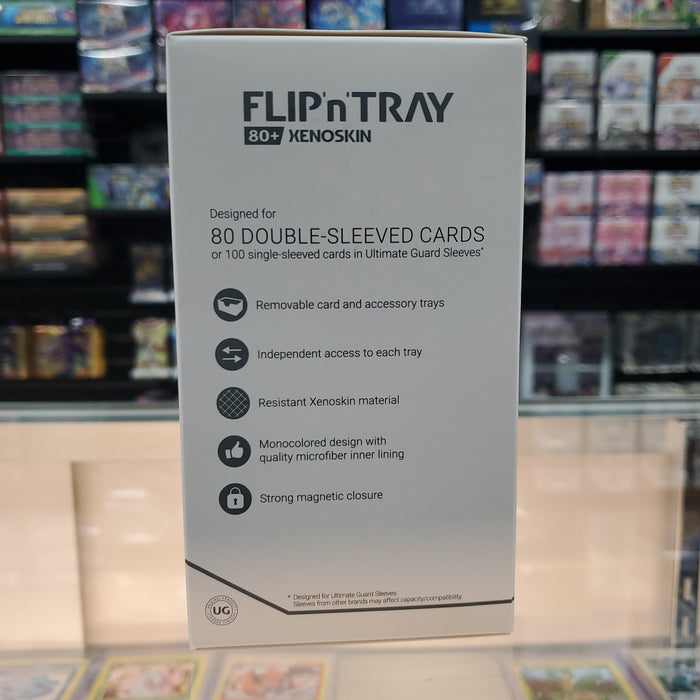 FLIP'n'TRAY
80+ XENOSKIN
Designed for
80 DOUBLE-SLEEVED CARDS
or 100 single-sleeved cards in Ultimate Guard Sleeves*
Removable card and accessory trays
Independent access to each tray
Resistant Xenoskin material
Monocolored design with
quality microfiber inner lining
Strong magnetic closure
* Designed for Ultimate Guard Sleeves.
Sleeves from other brands may affect capacity/compatibility.
UG